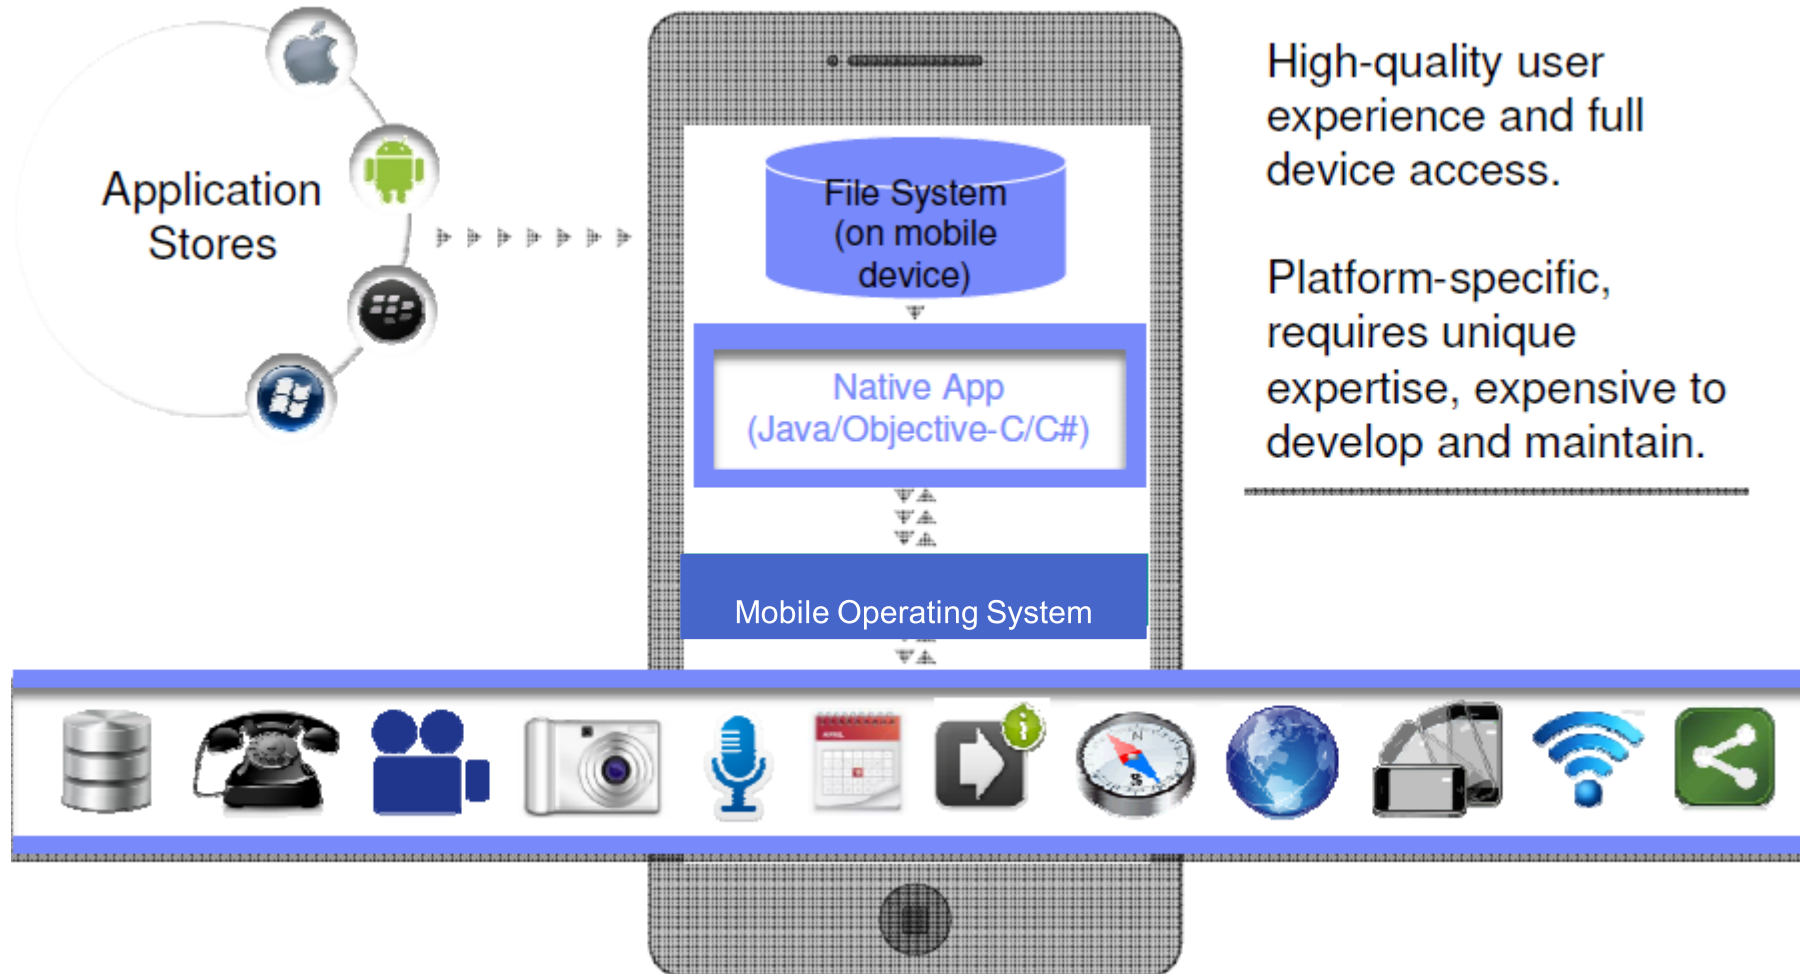 Application
Stores
File System
(on mobile
device)
Native App
(Java/Objective-C/C#)
Mobile Operating System
High-quality user
experience and full
device access.
Platform-specific,
requires unique
expertise, expensive to
develop and maintain.
APRIL
i
N
S